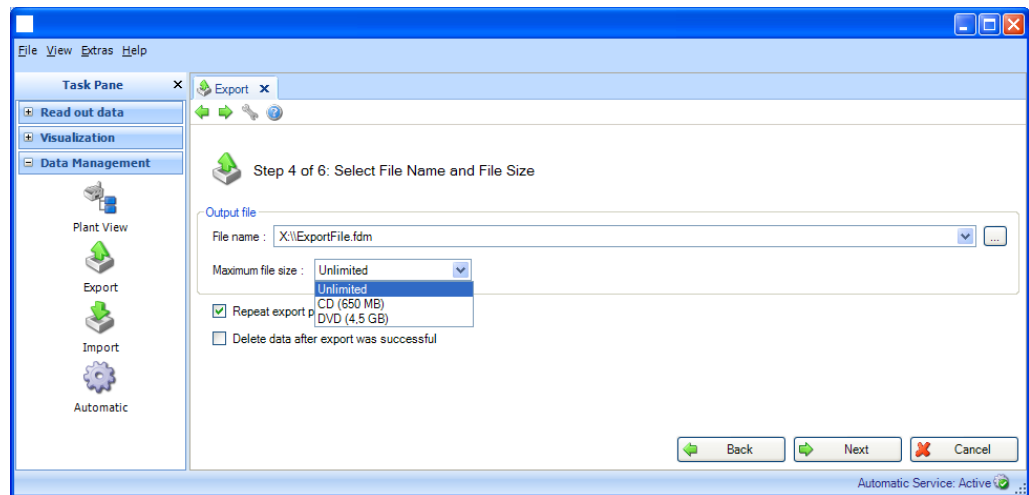 File View Extras Help
Task Pane
Export
Read out data
Visualization
Data Management
Plant View
Export
Import
Automatic
Step 4 of 6: Select File Name and File Size
Output file
File name : X:\\ExportFile.fdm ...
Maximum file size : Unlimited
Unlimited
CD (650 MB)
DVD (4,5 GB)
Repeat export
Delete data after export was successful
Back Next Cancel
Automatic Service: Active